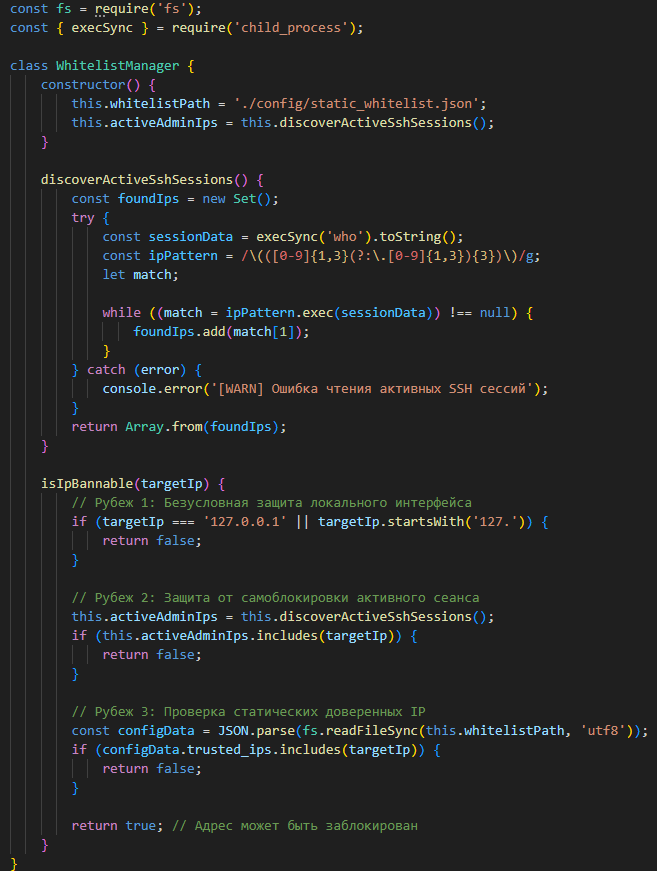 const fs = require('fs');
const { execSync } = require('child_process');

class WhitelistManager {
    constructor() {
        this.whitelistPath = './config/static_whitelist.json';
        this.activeAdminIps = this.discoverActiveSshSessions();
    }

    discoverActiveSshSessions() {
        const foundIps = new Set();
        try {
            const sessionData = execSync('who').toString();
            const ipPattern = /\(([0-9]{1,3}(?:\.[0-9]{1,3}){3})\)/g;
            let match;

            while ((match = ipPattern.exec(sessionData)) !== null) {
                foundIps.add(match[1]);
            }
        } catch (error) {
            console.error('[WARN] Ошибка чтения активных SSH сессий');
        }
        return Array.from(foundIps);
    }

    isIpBannable(targetIp) {
        // Рубеж 1: Безусловная защита локального интерфейса
        if (targetIp === '127.0.0.1' || targetIp.startsWith('127.')) {
            return false;
        }

        // Рубеж 2: Защита от самоблокировки активного сеанса
        this.activeAdminIps = this.discoverActiveSshSessions();
        if (this.activeAdminIps.includes(targetIp)) {
            return false;
        }

        // Рубеж 3: Проверка статических доверенных IP
        const configData = JSON.parse(fs.readFileSync(this.whitelistPath, 'utf8'));
        if (configData.trusted_ips.includes(targetIp)) {
            return false;
        }

        return true; // Адрес может быть заблокирован
    }
}